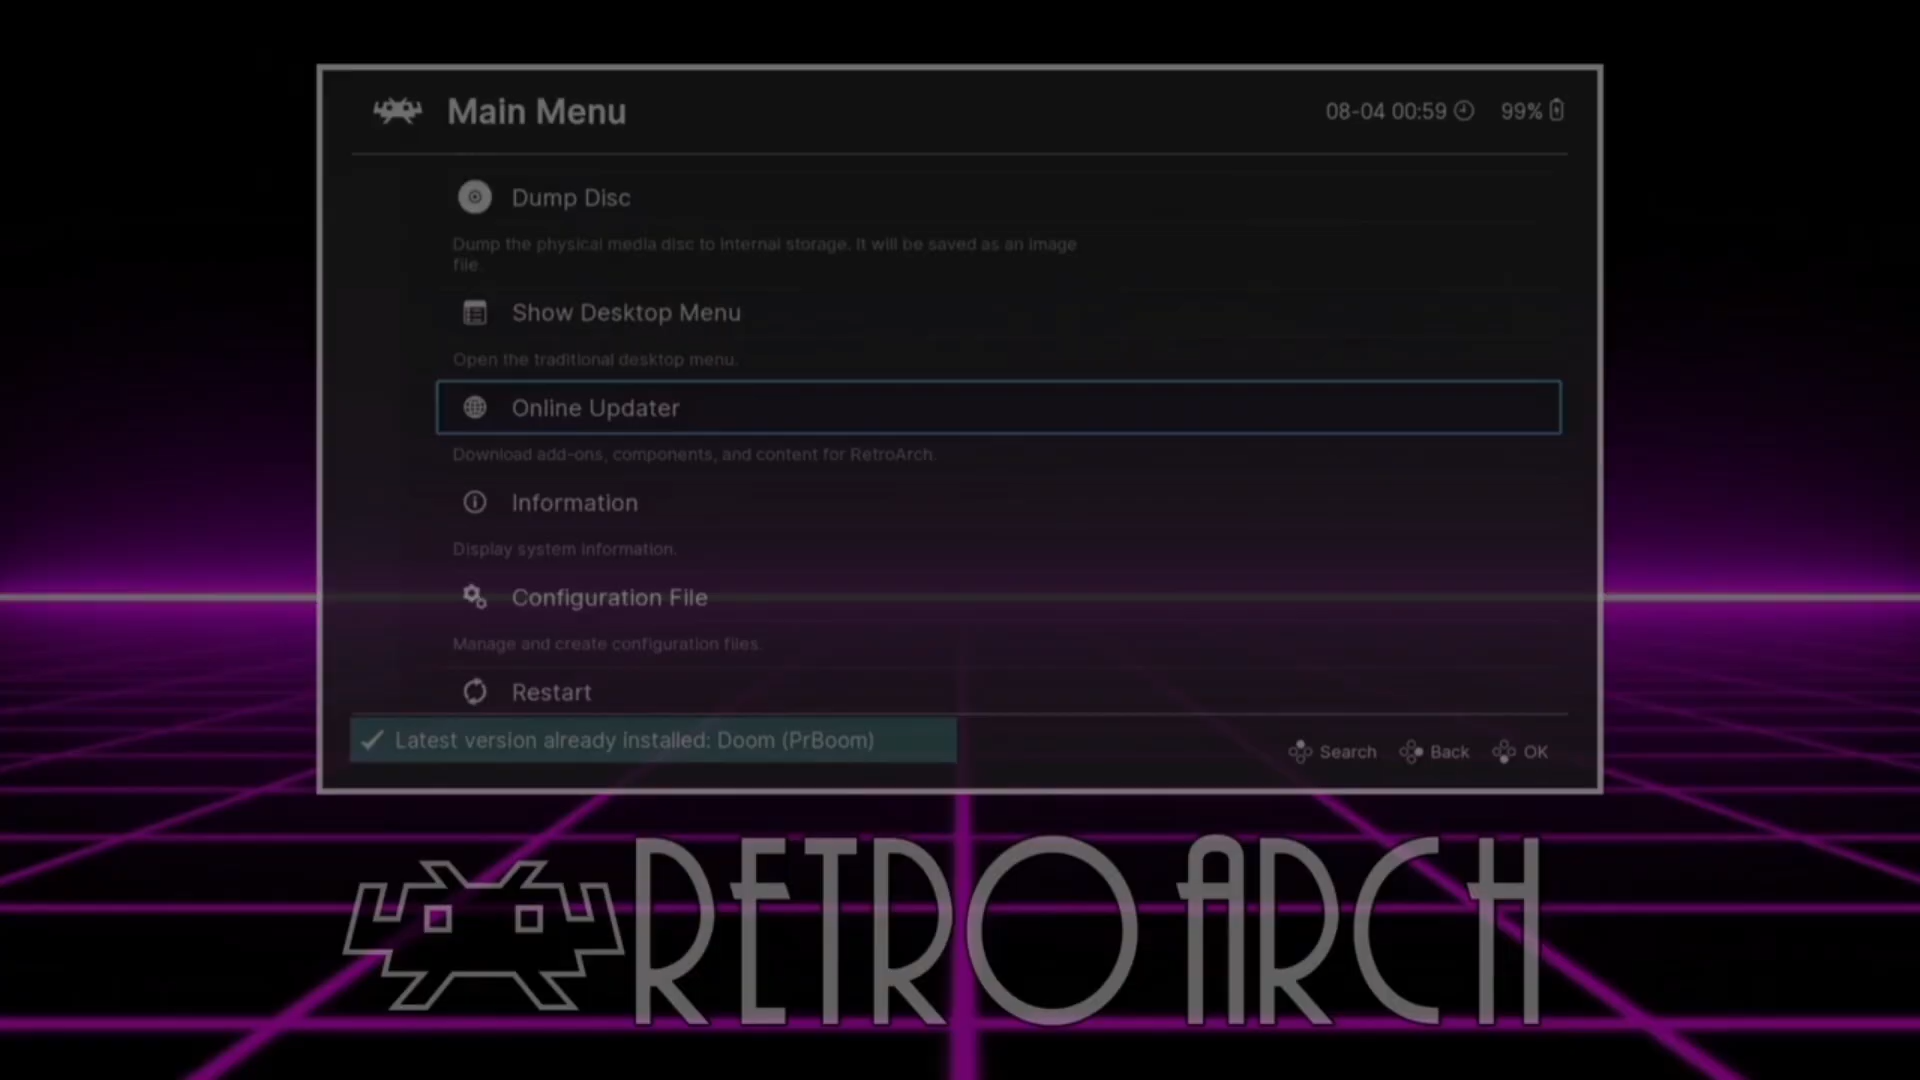 Main Menu
08-04 00:59 99%
Dump Disc
Dump the physical media disc to internal storage. It will be saved as an image
file.
Show Desktop Menu
Open the traditional desktop menu.
Online Updater
Download add-ons, components, and content for RetroArch.
Information
Display system information.
Configuration File
Manage and create configuration files.
Restart
Latest version already installed: Doom (PrBoom)
Search Back OK
RETROARCH